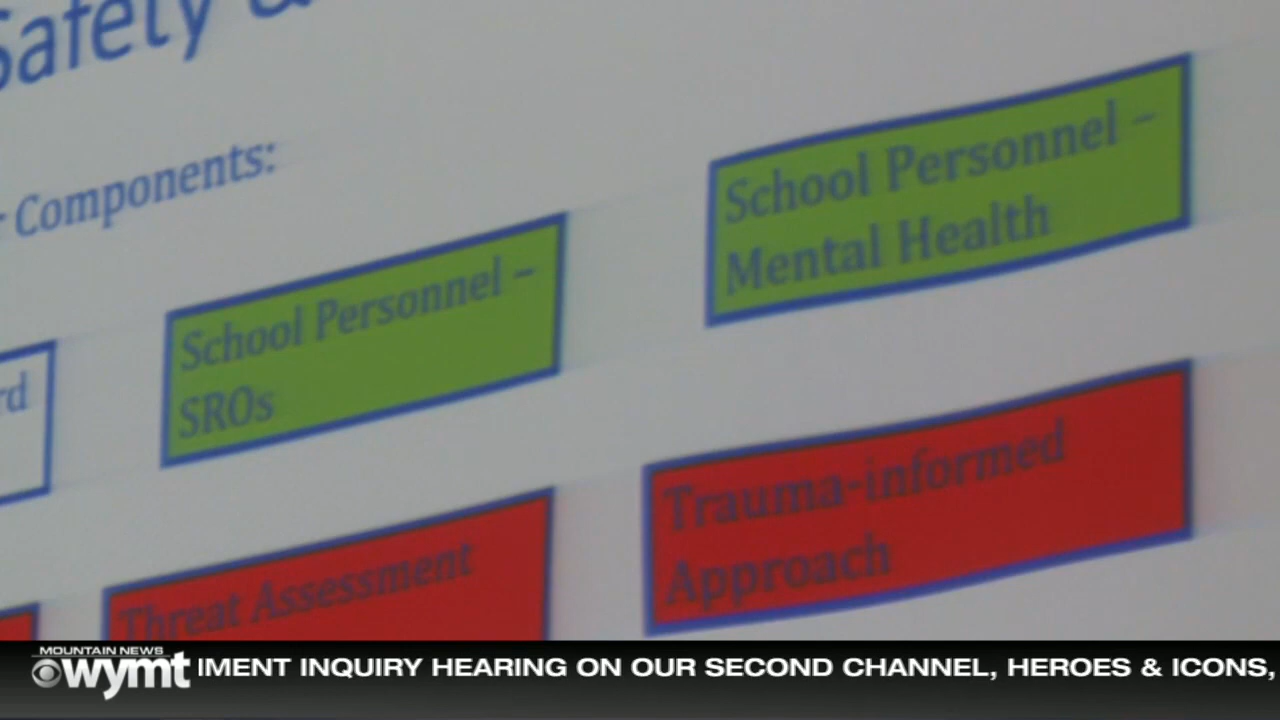 Safety &
Components:
School Personnel –
Mental Health
School Personnel –
SROs
rd
Trauma-informed
Approach
Threat Assessment
MOUNTAIN NEWS
wymt
IMENT INQUIRY HEARING ON OUR SECOND CHANNEL, HEROES & ICONS,